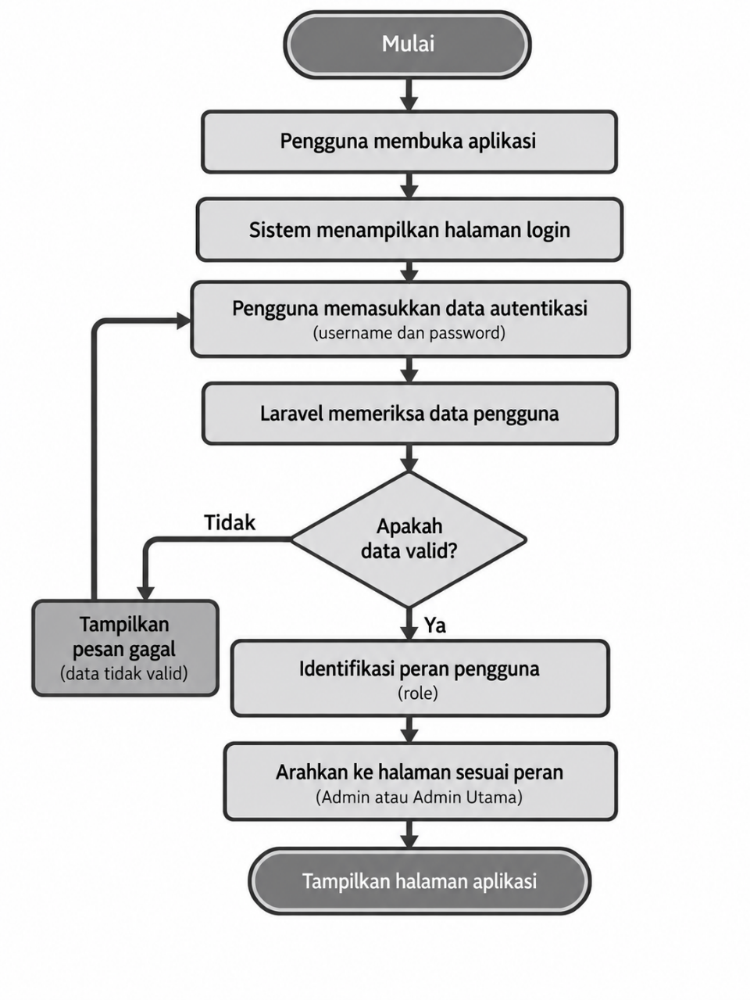 Mulai
Pengguna membuka aplikasi
Sistem menampilkan halaman login
Pengguna memasukkan data autentikasi
(username dan password)
Laravel memeriksa data pengguna
Apakah
data valid?
Tidak
Ya
Tampilkan
pesan gagal
(data tidak valid)
Identifikasi peran pengguna
(role)
Arahkan ke halaman sesuai peran
(Admin atau Admin Utama)
Tampilkan halaman aplikasi